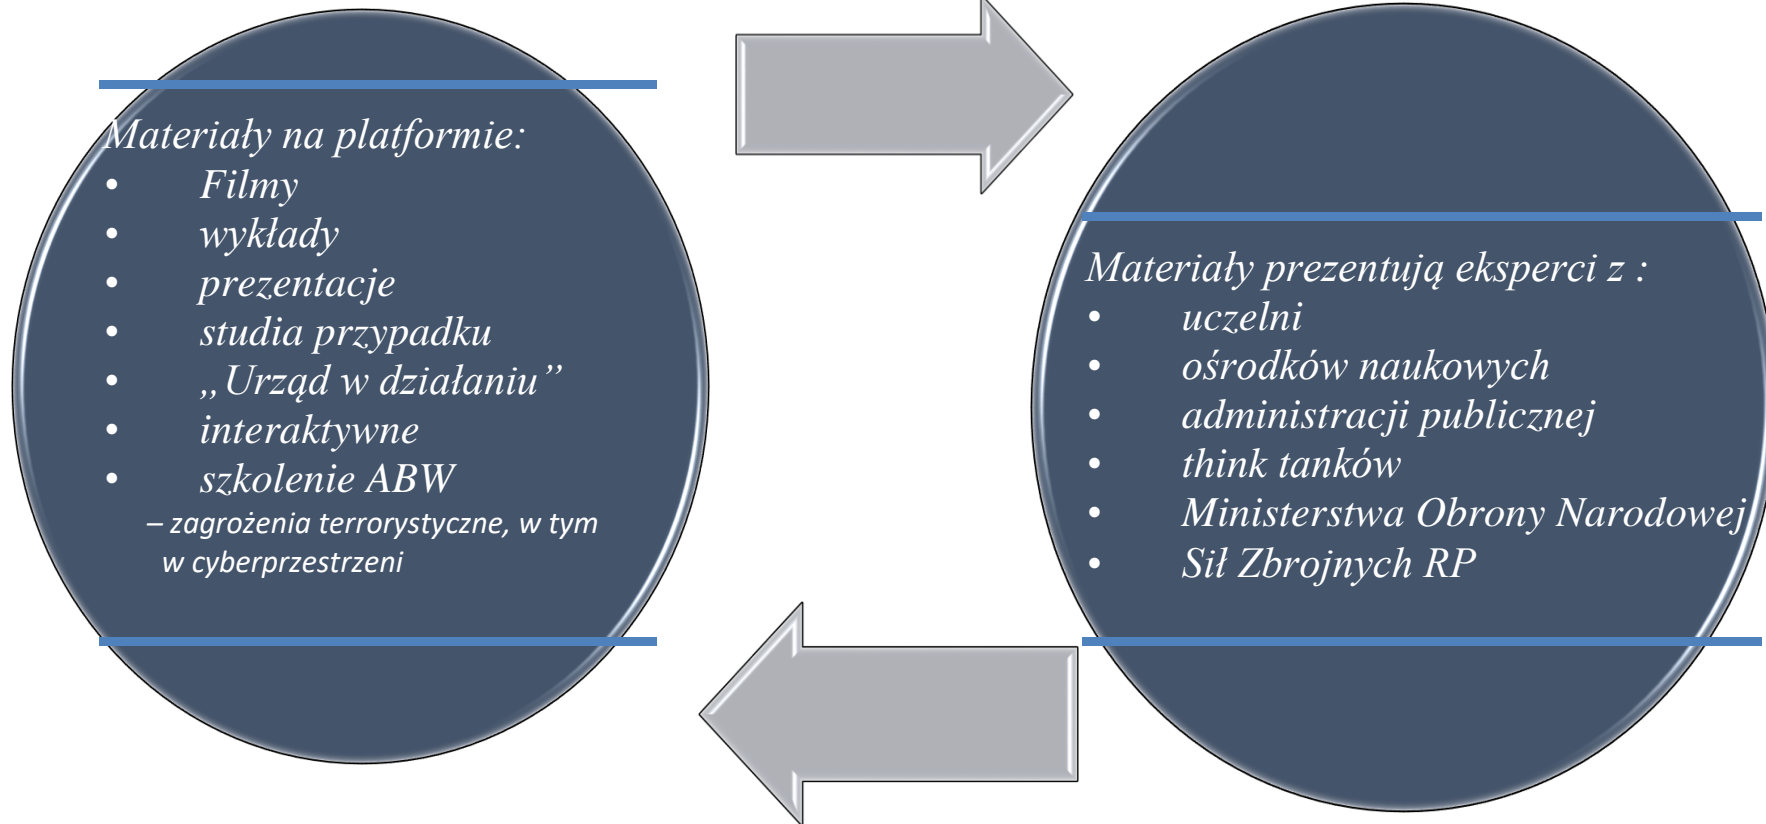 Materiały na platformie:
• Filmy
• wykłady
• prezentacje
• studia przypadku
• „Urząd w działaniu”
• interaktywne
• szkolenie ABW
– zagrożenia terrorystyczne, w tym
w cyberprzestrzeni
Materiały prezentują eksperci z :
• uczelni
• ośrodków naukowych
• administracji publicznej
• think tanków
• Ministerstwa Obrony Narodowej
• Sił Zbrojnych RP